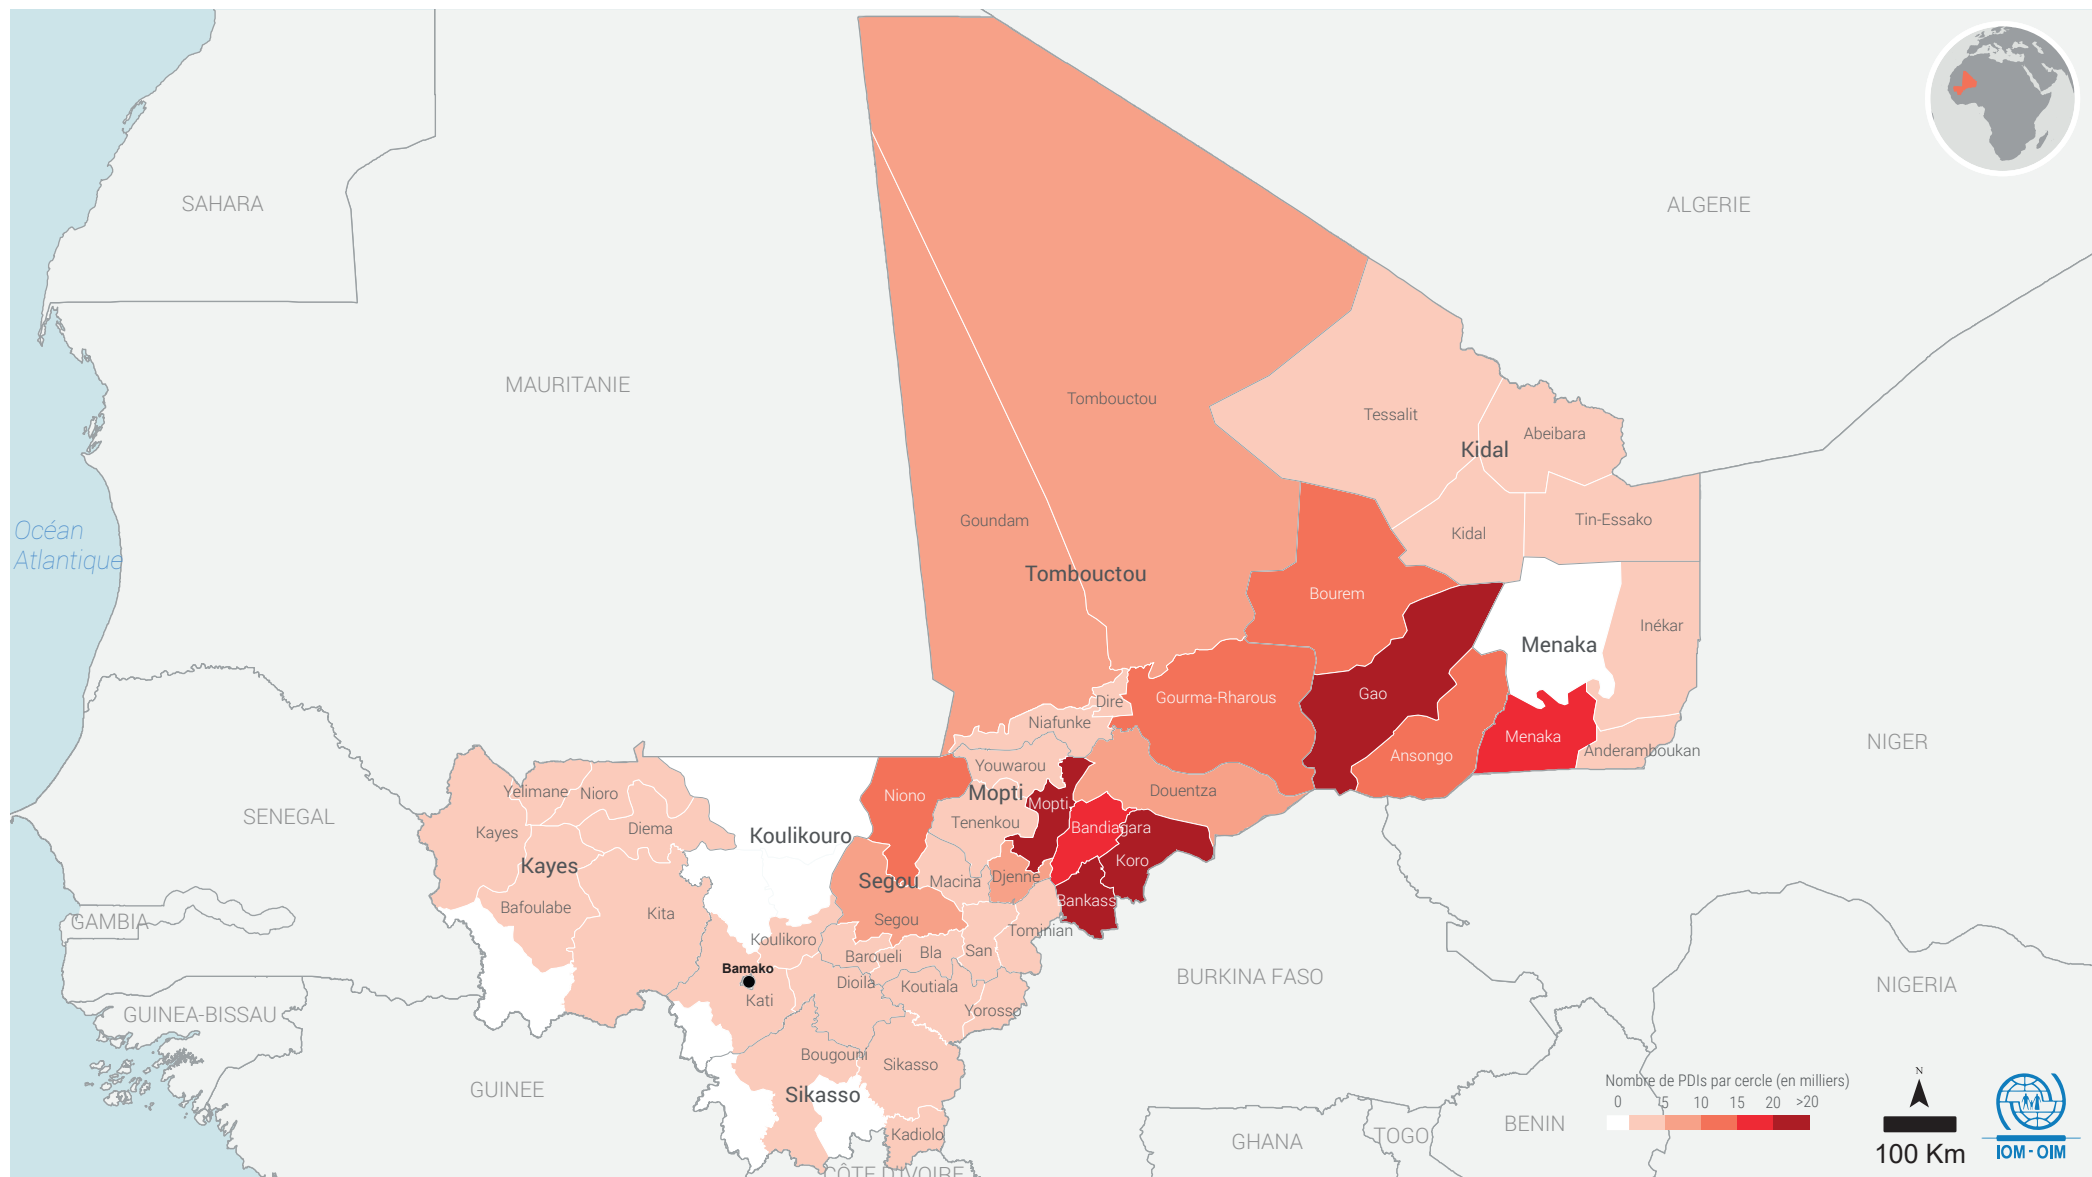 SAHARA
ALGERIE
MAURITANIE
Tombouctou
Tessalit
Abeibara
Kidal
Goundam
Tin-Essako
Kidal
Océan
Atlantique
Tombouctou
Bourem
Inékar
Menaka
Gao
Dire
Gourma-Rharous
Niafunke
Menaka
NIGER
Ansongo
Anderamboukan
Youwarou
Yelimane
Nioro
Niono
Mopti
Mopti
Douentza
SENEGAL
Kayes
Diema
Koulikouro
Tenenkou
Bandiagara
Kayes
Koro
Segou
Macina
Djenne
Bafoulabe
Kita
Bankass
GAMBIA
Segou
Tominian
Koulikoro
Baroueli
Bla
San
Bamako
Dioila
Koutiala
BURKINA FASO
NIGERIA
Kati
Yorosso
GUINEA-BISSAU
Bougouni
Sikasso
GUINEE
Sikasso
Nombre de PDIs par cercle (en milliers)
0 5 10 15 20 >20
N
Kadiolo
GHANA
TOGO
BENIN
100 Km
IOM - OIM
CÔTE D'IVOIRE